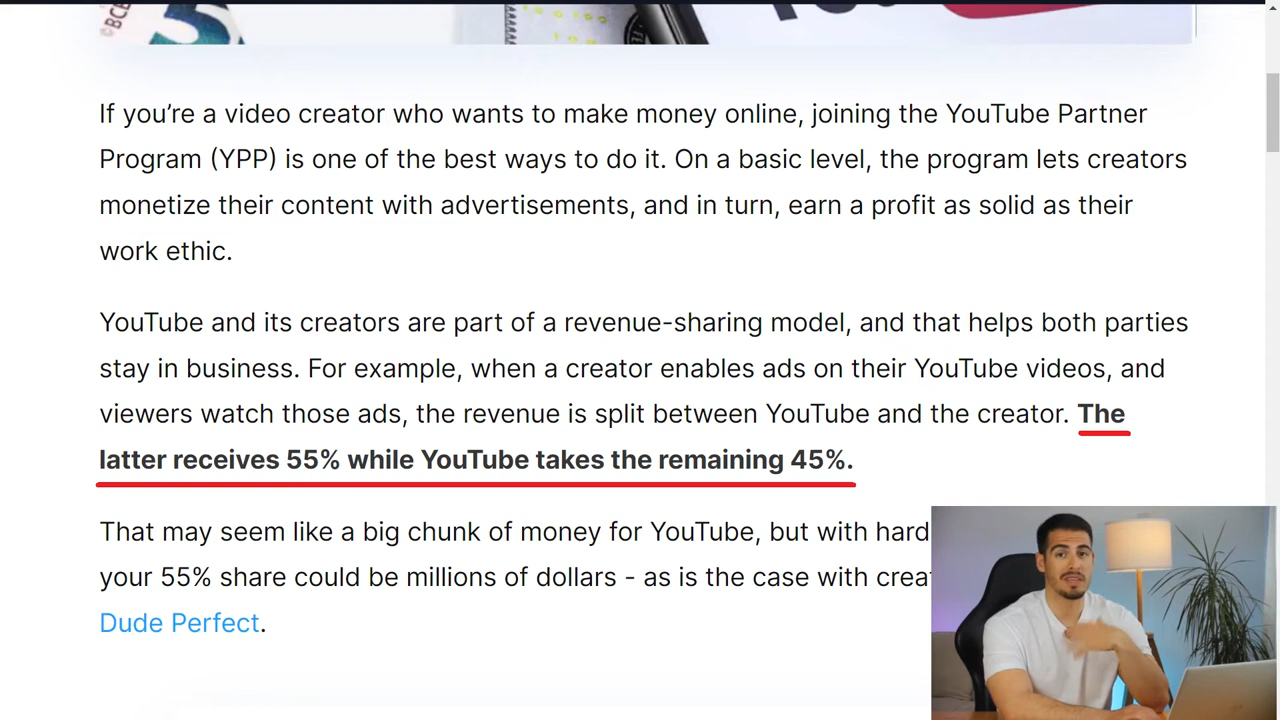 If you’re a video creator who wants to make money online, joining the YouTube Partner
Program (YPP) is one of the best ways to do it. On a basic level, the program lets creators
monetize their content with advertisements, and in turn, earn a profit as solid as their
work ethic.
YouTube and its creators are part of a revenue-sharing model, and that helps both parties
stay in business. For example, when a creator enables ads on their YouTube videos, and
viewers watch those ads, the revenue is split between YouTube and the creator. The
latter receives 55% while YouTube takes the remaining 45%.
That may seem like a big chunk of money for YouTube, but with hard
your 55% share could be millions of dollars - as is the case with
Dude Perfect.